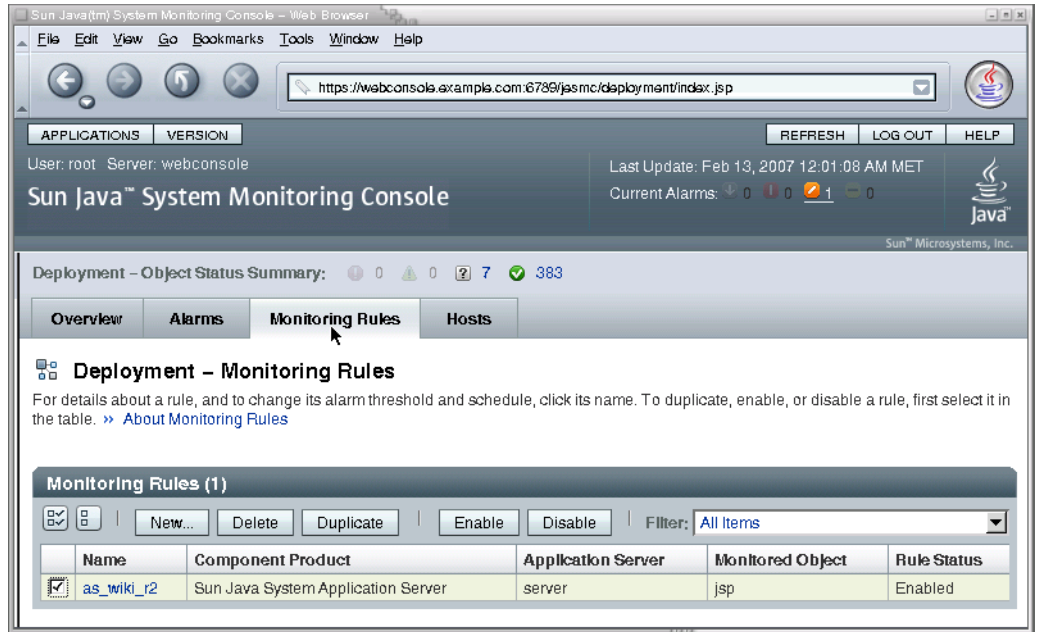 Sun Java(tm) System Monitoring Console – Web Browser
File Edit View Go Bookmarks Tools Window Help
https://webconsole.example.com:6789/jesmc/deployment/index.jsp
APPLICATIONS VERSION REFRESH LOG OUT HELP
User: root Server: webconsole
Last Update: Feb 13, 2007 12:01:08 AM MET
Sun Java™ System Monitoring Console
Current Alarms: 0 0 1 0
Java™
Sun™ Microsystems, Inc.
Deployment – Object Status Summary: 0 0 7 383
Overview Alarms Monitoring Rules Hosts
Deployment – Monitoring Rules
For details about a rule, and to change its alarm threshold and schedule, click its name. To duplicate, enable, or disable a rule, first select it in
the table. » About Monitoring Rules
Monitoring Rules (1)
New... Delete Duplicate Enable Disable Filter: All Items
Name Component Product Application Server Monitored Object Rule Status
as_wiki_r2 Sun Java System Application Server server jsp Enabled